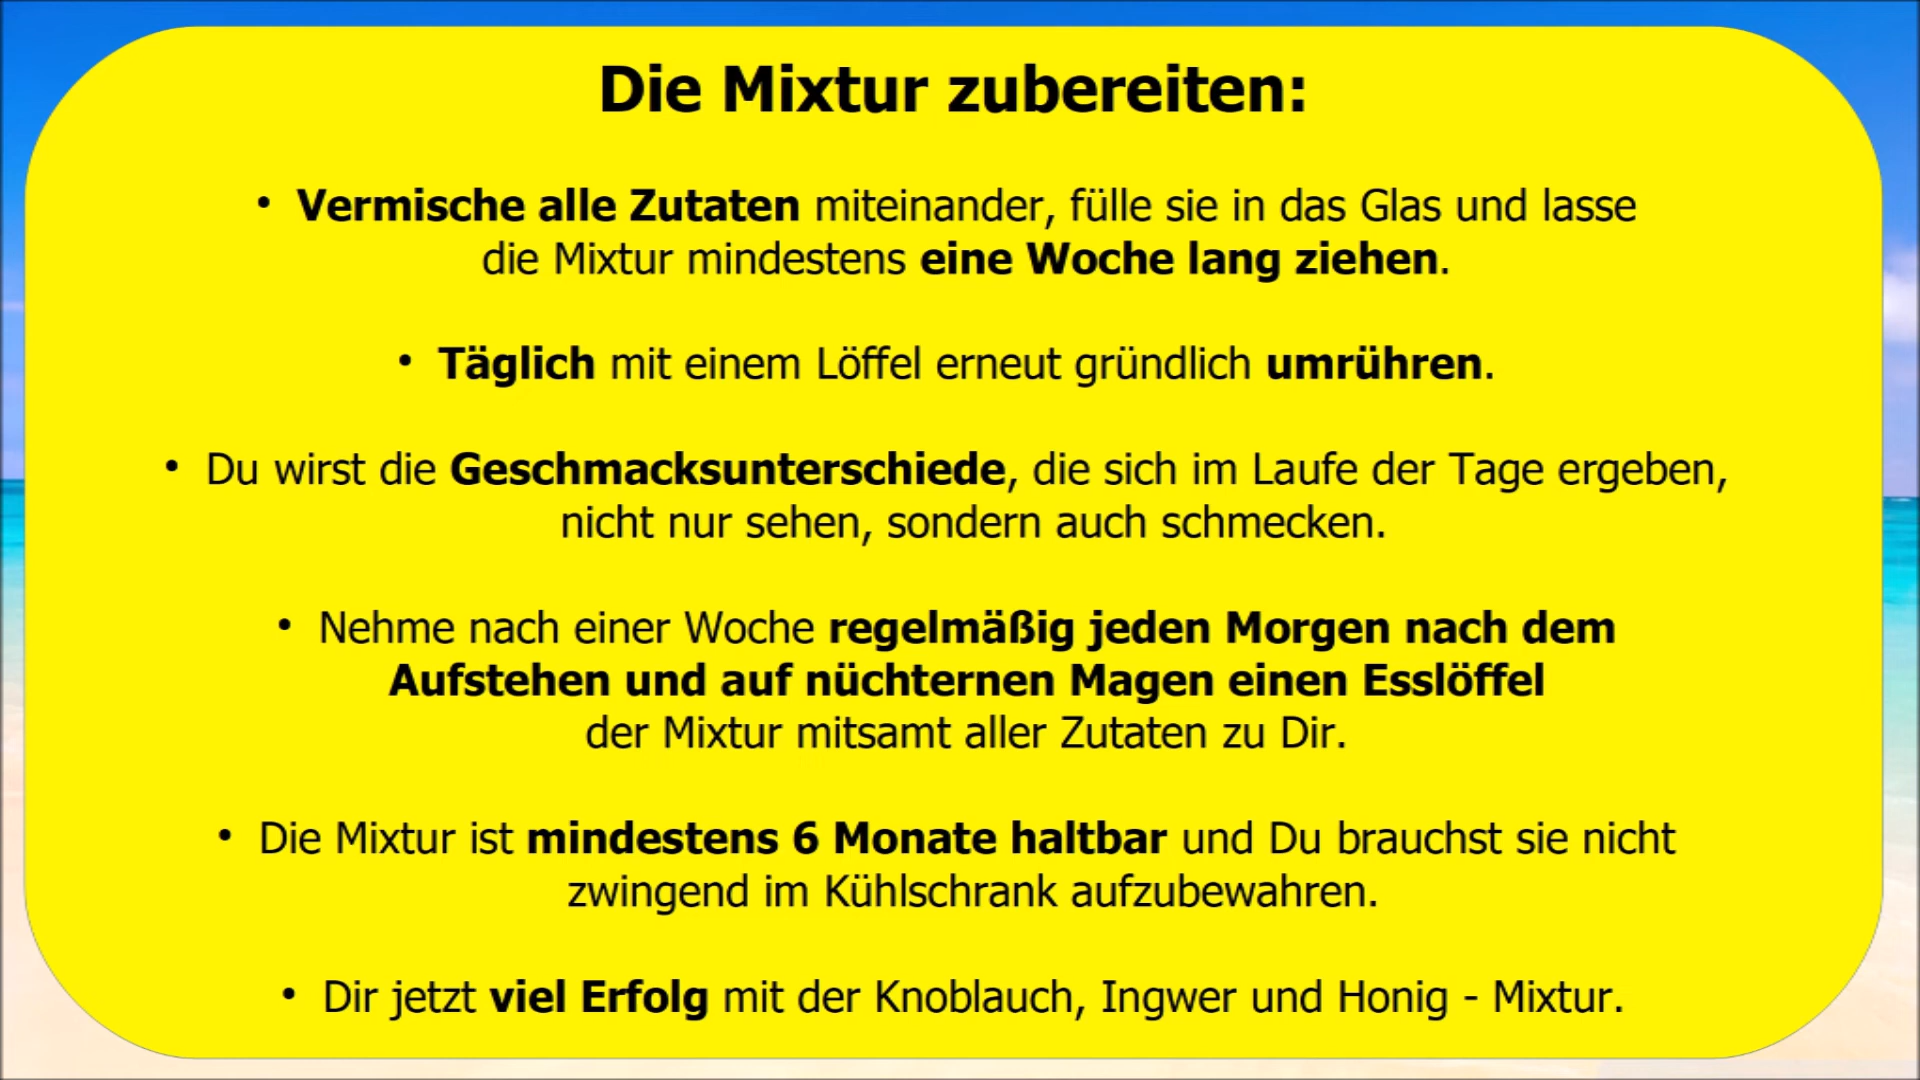 Die Mixtur zubereiten:
• Vermische alle Zutaten miteinander, fülle sie in das Glas und lasse
die Mixtur mindestens eine Woche lang ziehen.
• Täglich mit einem Löffel erneut gründlich umrühren.
• Du wirst die Geschmacksunterschiede, die sich im Laufe der Tage ergeben,
nicht nur sehen, sondern auch schmecken.
• Nehme nach einer Woche regelmäßig jeden Morgen nach dem
Aufstehen und auf nüchternen Magen einen Esslöffel
der Mixtur mitsamt aller Zutaten zu Dir.
• Die Mixtur ist mindestens 6 Monate haltbar und Du brauchst sie nicht
zwingend im Kühlschrank aufzubewahren.
• Dir jetzt viel Erfolg mit der Knoblauch, Ingwer und Honig - Mixtur.